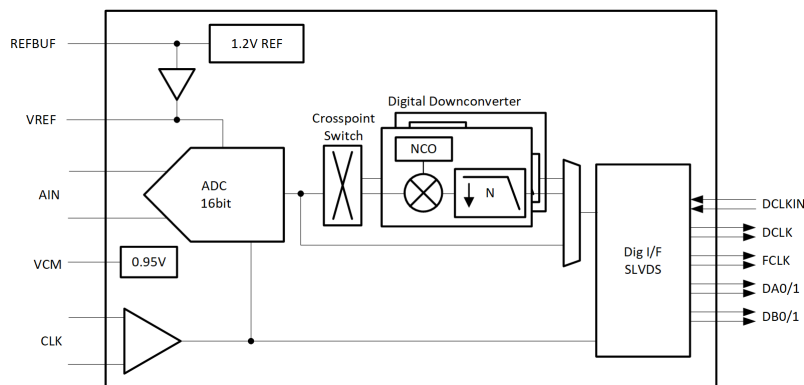 REFBUF
1.2V REF
VREF
Digital Downconverter
Crosspoint
Switch
NCO
ADC
16bit
N
AIN
DCLKIN
DCLK
Dig I/F
SLVDS
FCLK
VCM
0.95V
DA0/1
DB0/1
CLK